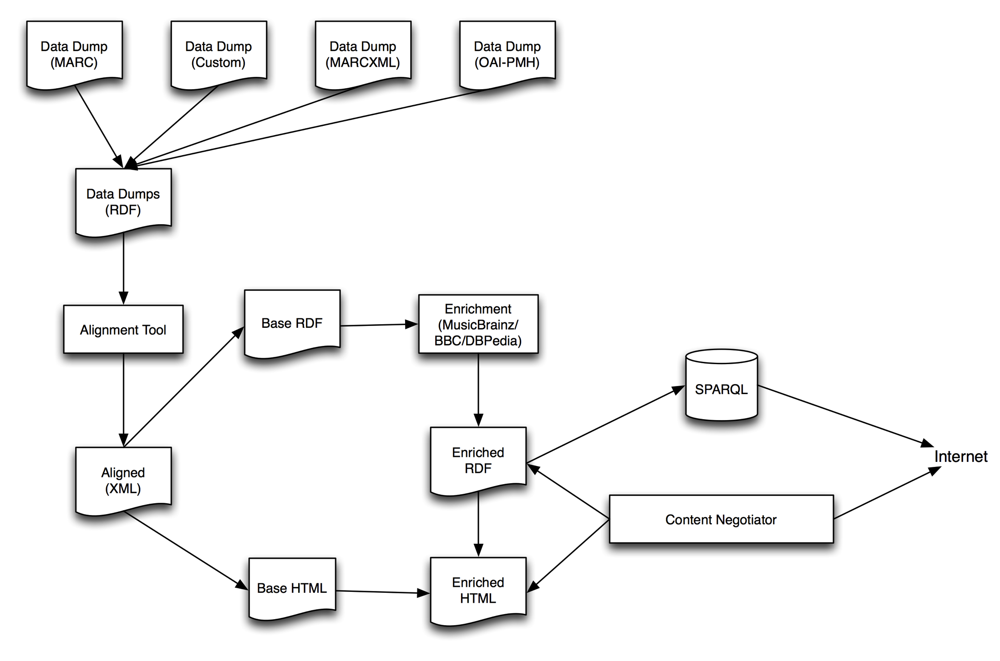 Data Dump
(MARC)
Data Dump
(Custom)
Data Dump
(MARCXML)
Data Dump
(OAI-PMH)
Data Dumps
(RDF)
Alignment Tool
Base RDF
Enrichment
(MusicBrainz/
BBC/DBPedia)
SPARQL
Internet
Aligned
(XML)
Enriched
RDF
Content Negotiator
Base HTML
Enriched
HTML